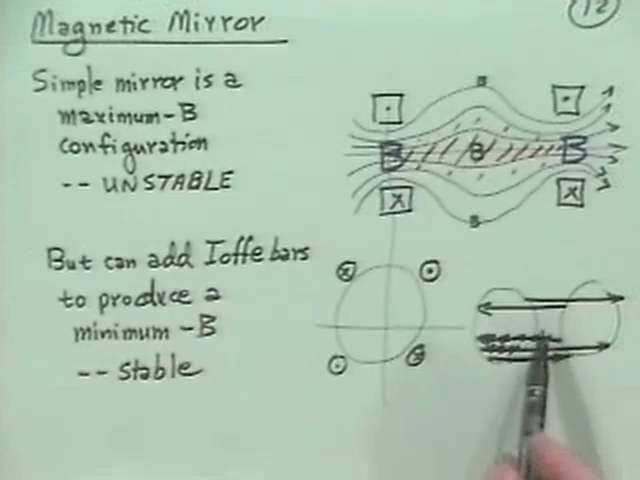 12
Magnetic Mirror
Simple mirror is a
maximum-B
configuration
-- UNSTABLE
B
B
B
B
B
X
But can add Ioffe bars
to produce a
minimum-B
-- stable